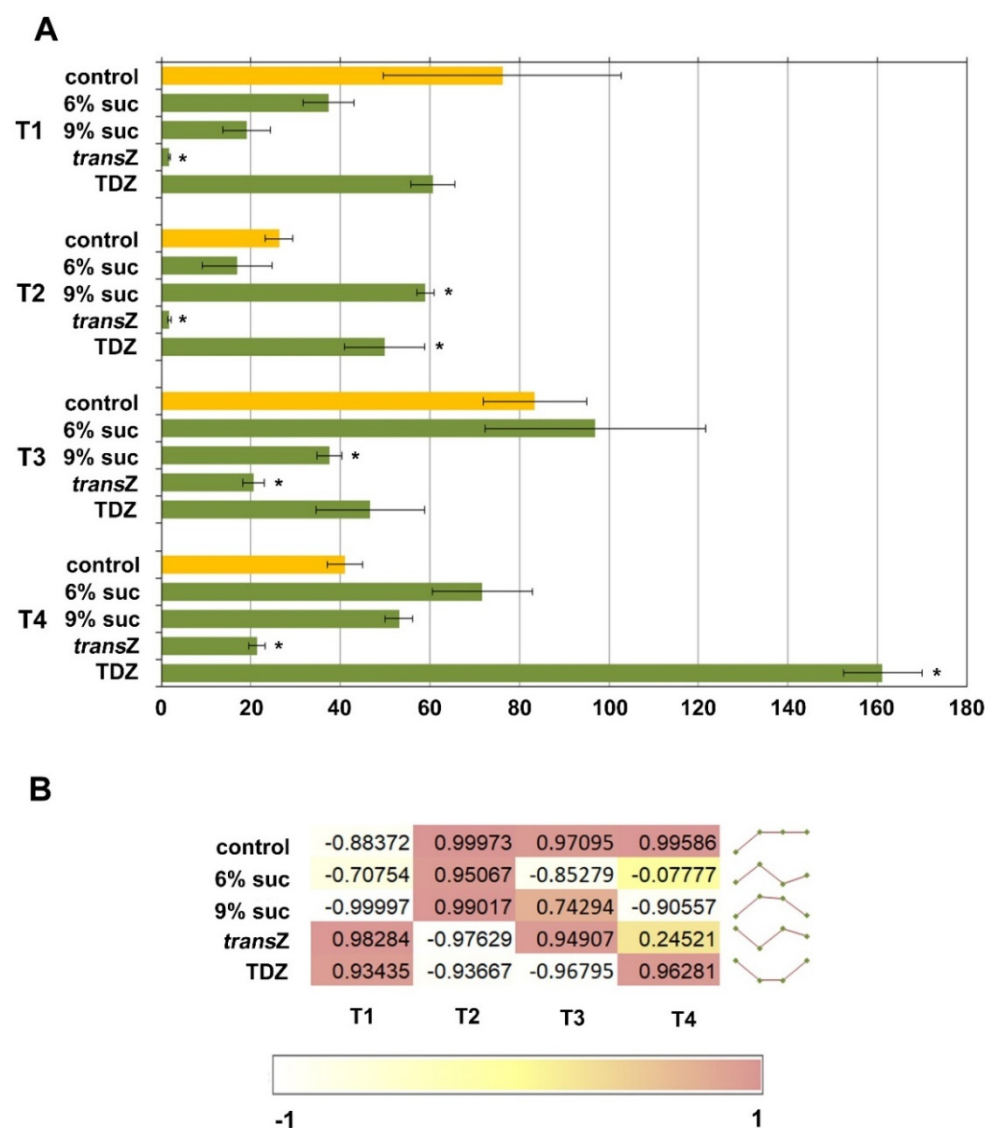 A
control
6% suc
T1 9% suc
transZ *
TDZ
control
6% suc
T2 9% suc *
transZ *
TDZ *
control
6% suc
T3 9% suc *
transZ *
TDZ
control
6% suc
T4 9% suc
transZ *
TDZ *
0 20 40 60 80 100 120 140 160 180
B
control -0.88372 0.99973 0.97095 0.99586
6% suc -0.70754 0.95067 -0.85279 -0.07777
9% suc -0.99997 0.99017 0.74294 -0.90557
transZ 0.98284 -0.97629 0.94907 0.24521
TDZ 0.93435 -0.93667 -0.96795 0.96281
T1 T2 T3 T4
-1 1